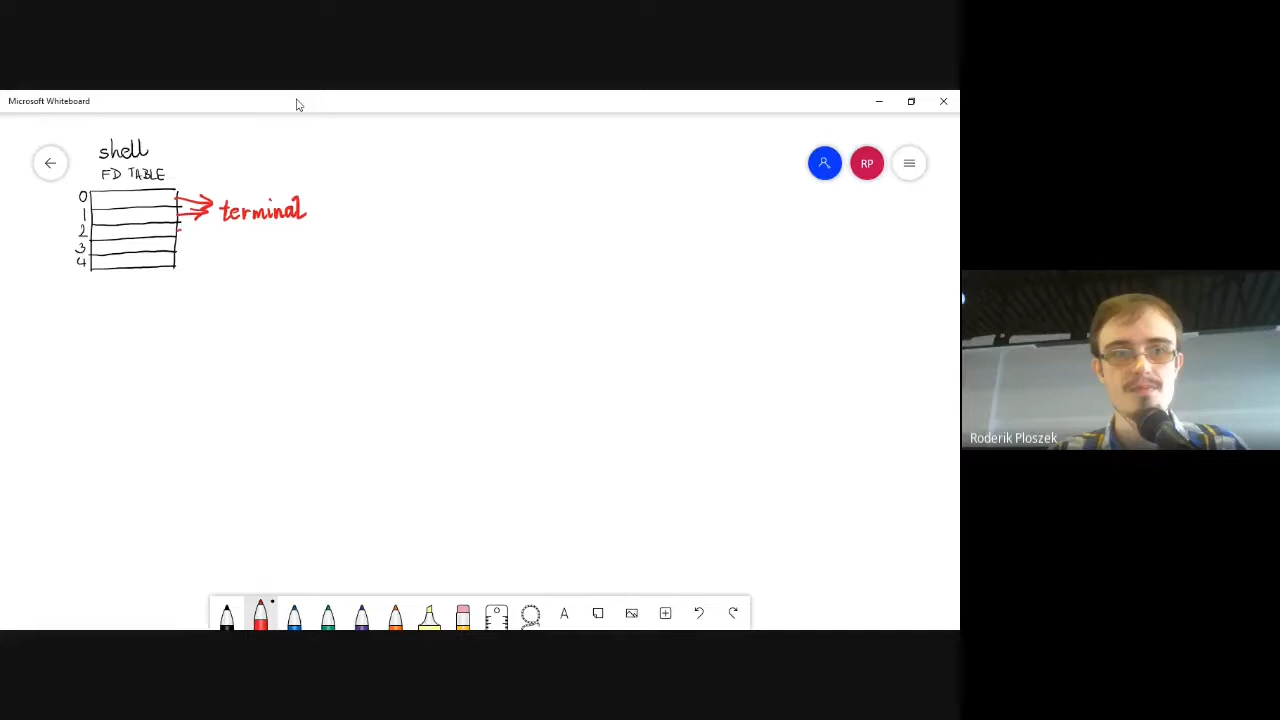 Microsoft Whiteboard
shell
FD TABLE
RP
0
1
2
3
4
terminal
Roderik Ploszek
A